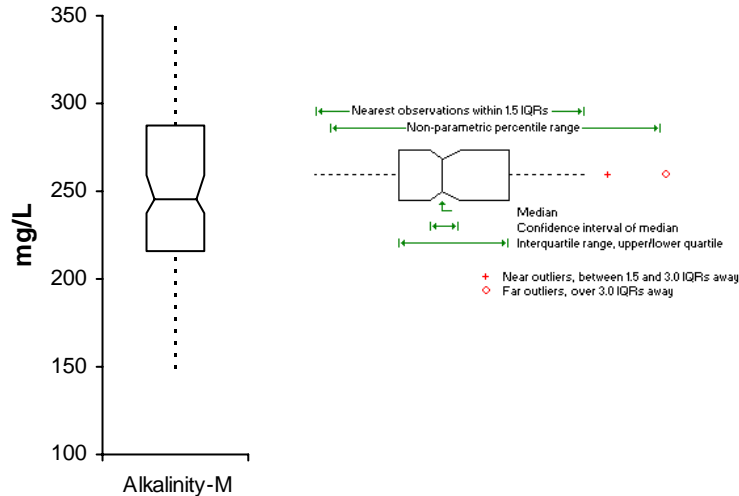 350
300
250
200
150
100
mg/L
Alkalinity-M
Nearest observations within 1.5 IQRs
Non-parametric percentile range
Median
Confidence interval of median
Interquartile range, upper/lower quartile
Near outliers, between 1.5 and 3.0 IQRs away
Far outliers, over 3.0 IQRs away